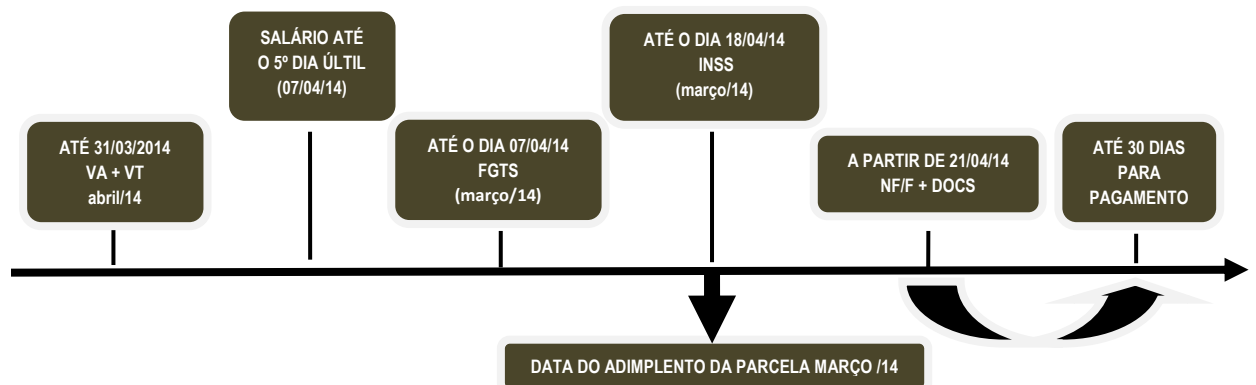 ATÉ 31/03/2014
VA + VT
abril/14
SALÁRIO ATÉ
O 5º DIA ÚLTIL
(07/04/14)
ATÉ O DIA 07/04/14
FGTS
(março/14)
ATÉ O DIA 18/04/14
INSS
(março/14)
A PARTIR DE 21/04/14
NF/F + DOCS
ATÉ 30 DIAS
PARA
PAGAMENTO
DATA DO ADIMPLENTO DA PARCELA MARÇO /14